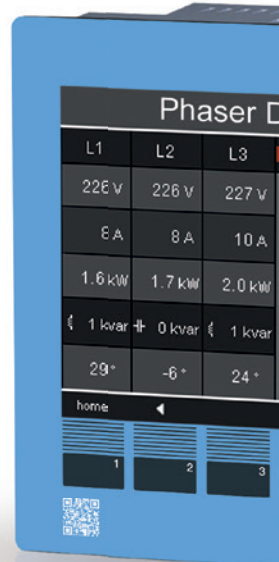 Phaser D
L1 L2 L3
226 V 226 V 227 V
8 A 8 A 10 A
1.6 kW 1.7 kW 2.0 kW
1 kvar 0 kvar 1 kvar
29° -6° 24°
home
1 2 3